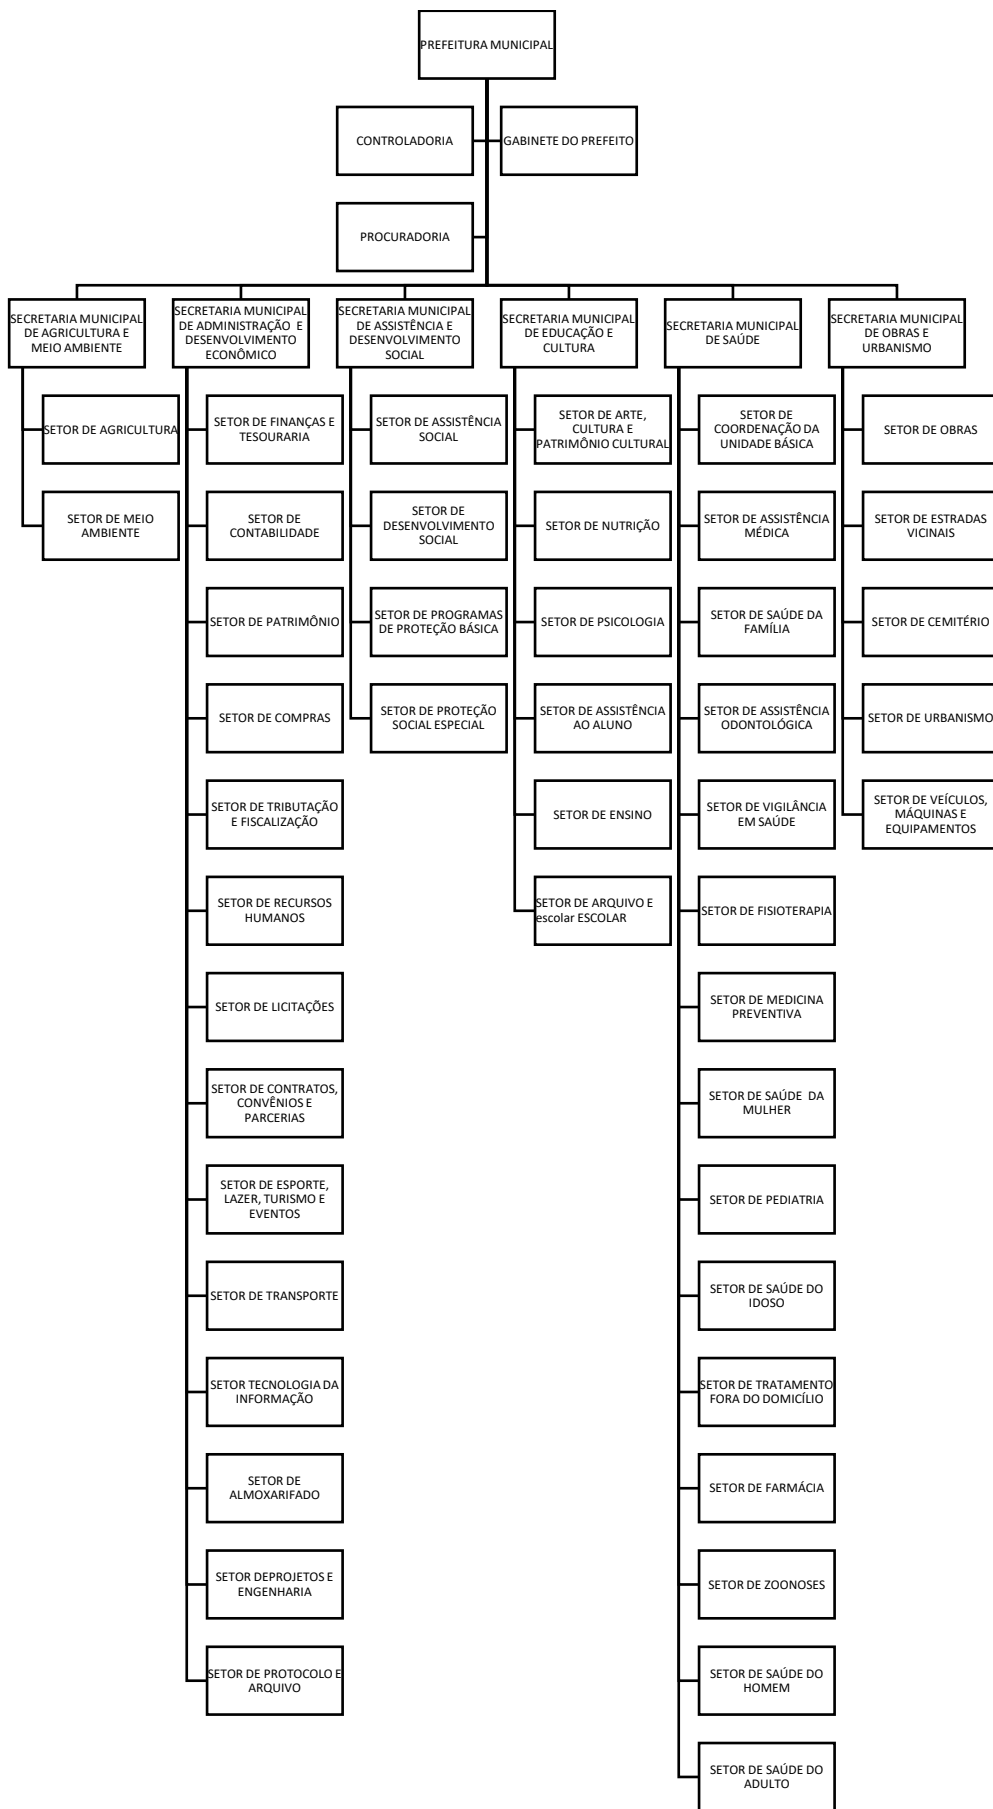 PREFEITURA MUNICIPAL
CONTROLADORIA
GABINETE DO PREFEITO
PROCURADORIA
SECRETARIA MUNICIPAL
DE AGRICULTURA E
MEIO AMBIENTE
SETOR DE AGRICULTURA
SETOR DE MEIO
AMBIENTE
SECRETARIA MUNICIPAL
DE ADMINISTRAÇÃO E
DESENVOLVIMENTO
ECONÔMICO
SETOR DE FINANÇAS E
TESOURARIA
SETOR DE
CONTABILIDADE
SETOR DE PATRIMÔNIO
SETOR DE COMPRAS
SETOR DE TRIBUTAÇÃO
E FISCALIZAÇÃO
SETOR DE RECURSOS
HUMANOS
SETOR DE LICITAÇÕES
SETOR DE CONTRATOS,
CONVÊNIOS E
PARCERIAS
SETOR DE ESPORTE,
LAZER, TURISMO E
EVENTOS
SETOR DE TRANSPORTE
SETOR TECNOLOGIA DA
INFORMAÇÃO
SETOR DE
ALMOXARIFADO
SETOR DEPROJETOS E
ENGENHARIA
SETOR DE PROTOCOLO E
ARQUIVO
SECRETARIA MUNICIPAL
DE ASSISTÊNCIA E
DESENVOLVIMENTO
SOCIAL
SETOR DE ASSISTÊNCIA
SOCIAL
SETOR DE
DESENVOLVIMENTO
SOCIAL
SETOR DE PROGRAMAS
DE PROTEÇÃO BÁSICA
SETOR DE PROTEÇÃO
SOCIAL ESPECIAL
SECRETARIA MUNICIPAL
DE EDUCAÇÃO E
CULTURA
SETOR DE ARTE,
CULTURA E
PATRIMÔNIO CULTURAL
SETOR DE NUTRIÇÃO
SETOR DE PSICOLOGIA
SETOR DE ASSISTÊNCIA
AO ALUNO
SETOR DE ENSINO
SETOR DE ARQUIVO E
escolar ESCOLAR
SECRETARIA MUNICIPAL
DE SAÚDE
SETOR DE
COORDENAÇÃO DA
UNIDADE BÁSICA
SETOR DE ASSISTÊNCIA
MÉDICA
SETOR DE SAÚDE DA
FAMÍLIA
SETOR DE ASSISTÊNCIA
ODONTOLÓGICA
SETOR DE VIGILÂNCIA
EM SAÚDE
SETOR DE FISIOTERAPIA
SETOR DE MEDICINA
PREVENTIVA
SETOR DE SAÚDE DA
MULHER
SETOR DE PEDIATRIA
SETOR DE SAÚDE DO
IDOSO
SETOR DE TRATAMENTO
FORA DO DOMICÍLIO
SETOR DE FARMÁCIA
SETOR DE ZOONOSES
SETOR DE SAÚDE DO
HOMEM
SETOR DE SAÚDE DO
ADULTO
SECRETARIA MUNICIPAL
DE OBRAS E
URBANISMO
SETOR DE OBRAS
SETOR DE ESTRADAS
VICINAIS
SETOR DE CEMITÉRIO
SETOR DE URBANISMO
SETOR DE VEÍCULOS,
MÁQUINAS E
EQUIPAMENTOS